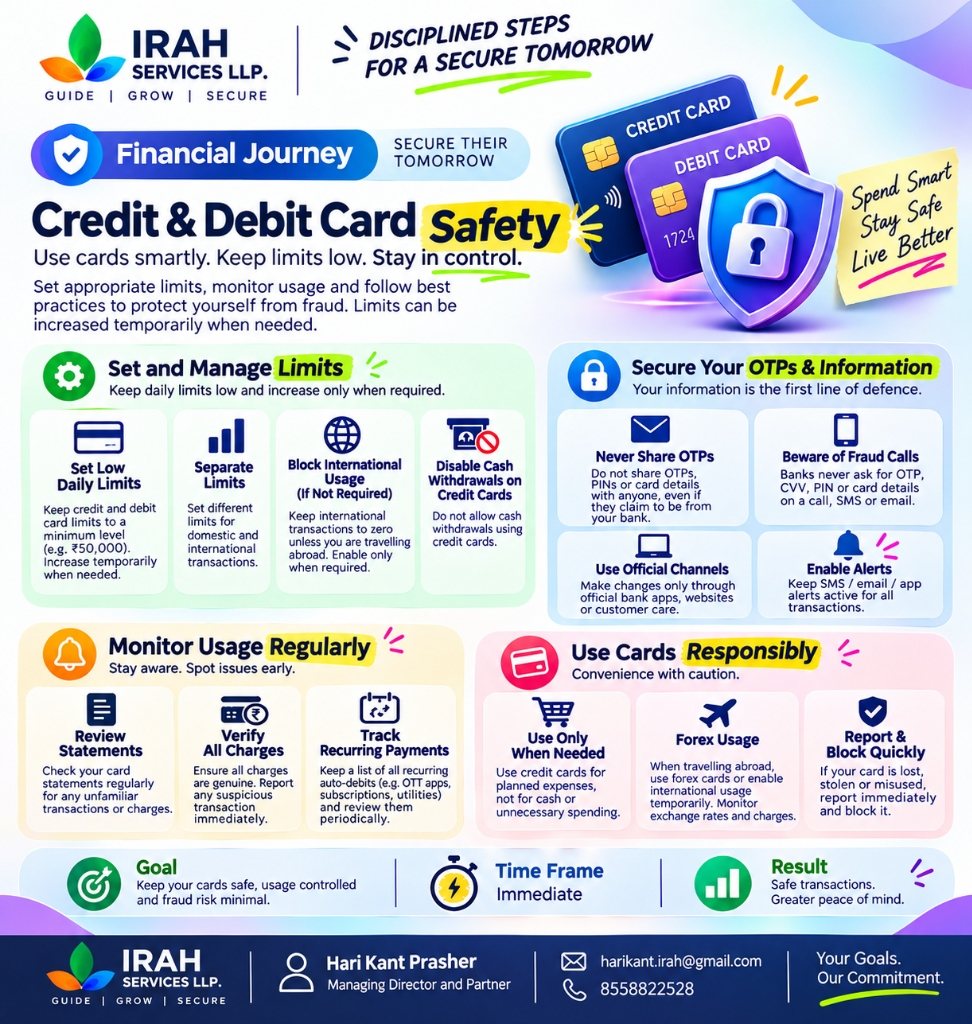 IRAH
SERVICES LLP.
GUIDE | GROW | SECURE
DISCIPLINED STEPS
FOR A SECURE TOMORROW
Financial Journey
SECURE THEIR
TOMORROW
CREDIT CARD
DEBIT CARD
1724
Spend Smart
Stay Safe
Live Better
Credit & Debit Card Safety
Use cards smartly. Keep limits low. Stay in control.
Set appropriate limits, monitor usage and follow best
practices to protect yourself from fraud. Limits can be
increased temporarily when needed.
Set and Manage Limits
Keep daily limits low and increase only when required.
Set Low
Daily Limits
Keep credit and debit
card limits to a
minimum level
(e.g. ₹50,000).
Increase temporarily
when needed.
Separate
Limits
Set different
limits for
domestic and
international
transactions.
Block International
Usage
(If Not Required)
Keep international
transactions to zero
unless you are travelling
abroad. Enable only
when required.
Disable Cash
Withdrawals on
Credit Cards
Do not allow cash
withdrawals using
credit cards.
Secure Your OTPs & Information
Your information is the first line of defence.
Never Share OTPs
Do not share OTPs,
PINs or card details
with anyone, even if
they claim to be from
your bank.
Beware of Fraud Calls
Banks never ask for OTP,
CVV, PIN or card details
on a call, SMS or email.
Use Official Channels
Make changes only through
official bank apps, websites
or customer care.
Enable Alerts
Keep SMS / email / app
alerts active for all
transactions.
Monitor Usage Regularly
Stay aware. Spot issues early.
Review
Statements
Check your card
statements regularly
for any unfamiliar
transactions or charges.
Verify
All Charges
Ensure all charges
are genuine. Report
any suspicious
transaction
immediately.
Track
Recurring Payments
Keep a list of all recurring
auto-debits (e.g. OTT apps,
subscriptions, utilities)
and review them
periodically.
Use Cards Responsibly
Convenience with caution.
Use Only
When Needed
Use credit cards for
planned expenses,
not for cash or
unnecessary spending.
Forex Usage
When travelling abroad,
use forex cards or enable
international usage
temporarily. Monitor
exchange rates and charges.
Report &
Block Quickly
If your card is lost,
stolen or misused,
report immediately
and block it.
Goal
Keep your cards safe, usage controlled
and fraud risk minimal.
Time Frame
Immediate
Result
Safe transactions.
Greater peace of mind.
IRAH
SERVICES LLP.
GUIDE | GROW | SECURE
Hari Kant Prasher
Managing Director and Partner
harikant.irah@gmail.com
8558822528
Your Goals.
Our Commitment.